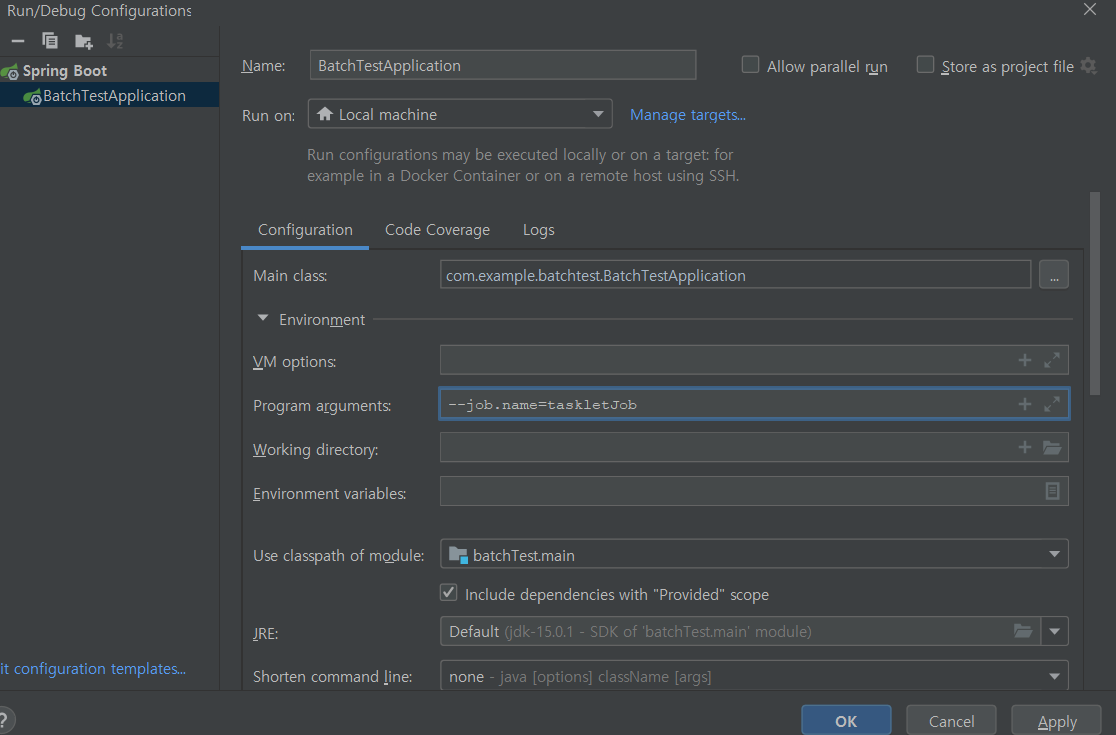 Run/Debug Configurations
Spring Boot
BatchTestApplication
Name:
BatchTestApplication
Allow parallel run
Store as project file
Run on:
Local machine
Manage targets...
Run configurations may be executed locally or on a target: for
example in a Docker Container or on a remote host using SSH.
Configuration
Code Coverage
Logs
Main class:
com.example.batchtest.BatchTestApplication
...
Environment
VM options:
Program arguments:
--job.name=taskletJob
Working directory:
Environment variables:
Use classpath of module:
batchTest.main
Include dependencies with "Provided" scope
JRE:
Default (jdk-15.0.1 - SDK of 'batchTest.main' module)
it configuration templates...
Shorten command line:
none - java [options] className [args]
?
OK
Cancel
Apply